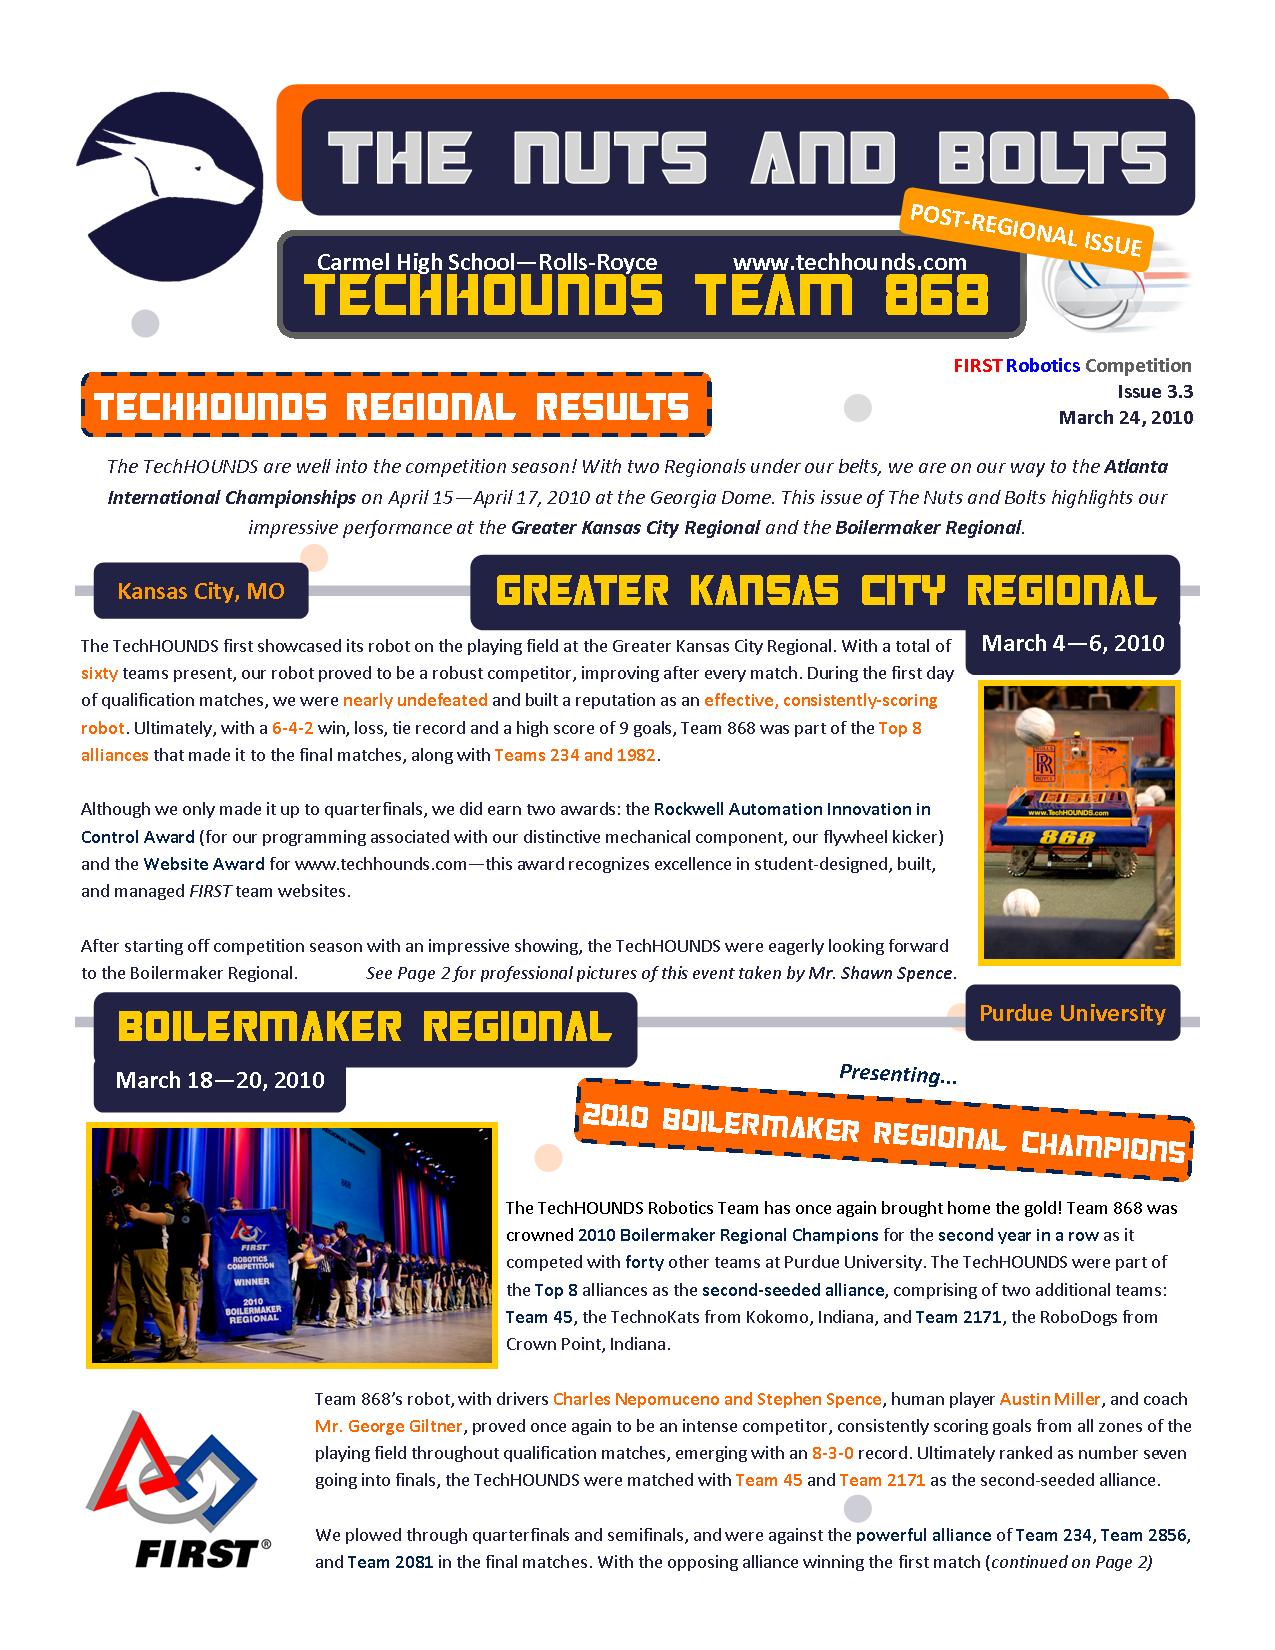 THE NUTS AND BOLTS
POST-REGIONAL ISSUE
Carmel High School—Rolls-Royce www.techhounds.com
TECHHOUNDS TEAM 868
FIRST Robotics Competition
Issue 3.3
March 24, 2010
TECHHOUNDS REGIONAL RESULTS
The TechHOUNDS are well into the competition season! With two Regionals under our belts, we are on our way to the Atlanta
International Championships on April 15—April 17, 2010 at the Georgia Dome. This issue of The Nuts and Bolts highlights our
impressive performance at the Greater Kansas City Regional and the Boilermaker Regional.
Kansas City, MO
GREATER KANSAS CITY REGIONAL
March 4—6, 2010
The TechHOUNDS first showcased its robot on the playing field at the Greater Kansas City Regional. With a total of
sixty teams present, our robot proved to be a robust competitor, improving after every match. During the first day
of qualification matches, we were nearly undefeated and built a reputation as an effective, consistently-scoring
robot. Ultimately, with a 6-4-2 win, loss, tie record and a high score of 9 goals, Team 868 was part of the Top 8
alliances that made it to the final matches, along with Teams 234 and 1982.
Although we only made it up to quarterfinals, we did earn two awards: the Rockwell Automation Innovation in
Control Award (for our programming associated with our distinctive mechanical component, our flywheel kicker)
and the Website Award for www.techhounds.com—this award recognizes excellence in student-designed, built,
and managed FIRST team websites.
After starting off competition season with an impressive showing, the TechHOUNDS were eagerly looking forward
to the Boilermaker Regional. See Page 2 for professional pictures of this event taken by Mr. Shawn Spence.
www.TechHOUNDS.com
868
BOILERMAKER REGIONAL
Purdue University
March 18—20, 2010
Presenting...
2010 BOILERMAKER REGIONAL CHAMPIONS
FIRST
ROBOTICS
COMPETITION
WINNER
2010
BOILERMAKER
REGIONAL
The TechHOUNDS Robotics Team has once again brought home the gold! Team 868 was
crowned 2010 Boilermaker Regional Champions for the second year in a row as it
competed with forty other teams at Purdue University. The TechHOUNDS were part of
the Top 8 alliances as the second-seeded alliance, comprising of two additional teams:
Team 45, the TechnoKats from Kokomo, Indiana, and Team 2171, the RoboDogs from
Crown Point, Indiana.
Team 868's robot, with drivers Charles Nepomuceno and Stephen Spence, human player Austin Miller, and coach
Mr. George Giltner, proved once again to be an intense competitor, consistently scoring goals from all zones of the
playing field throughout qualification matches, emerging with an 8-3-0 record. Ultimately ranked as number seven
going into finals, the TechHOUNDS were matched with Team 45 and Team 2171 as the second-seeded alliance.
We plowed through quarterfinals and semifinals, and were against the powerful alliance of Team 234, Team 2856,
and Team 2081 in the final matches. With the opposing alliance winning the first match (continued on Page 2)
FIRST®